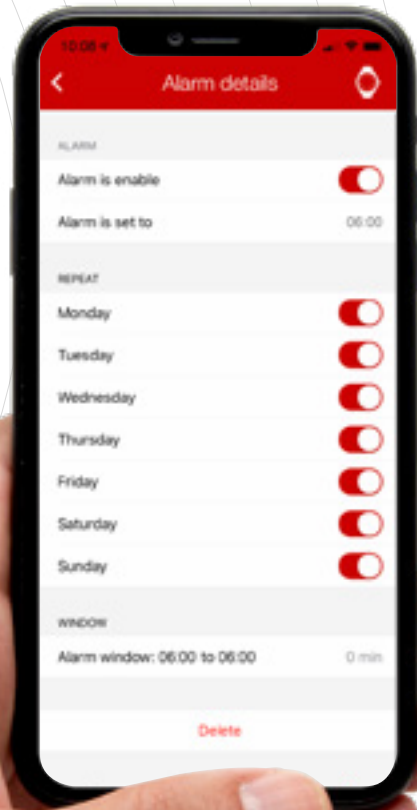 10:08
Alarm details
ALARM
Alarm is enable
Alarm is set to 06:00
REPEAT
Monday
Tuesday
Wednesday
Thursday
Friday
Saturday
Sunday
WINDOW
Alarm window: 06:00 to 06:00 0 min
Delete